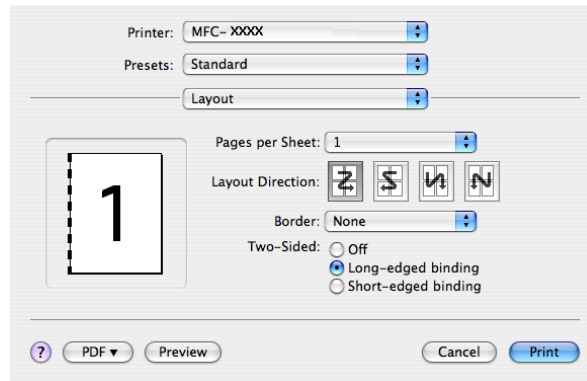 Printer: MFC- XXXX
Presets: Standard
Layout
Pages per Sheet: 1
Layout Direction:
Border: None
Two-Sided: Off
Long-edged binding
Short-edged binding
1
? PDF▼ Preview Cancel Print